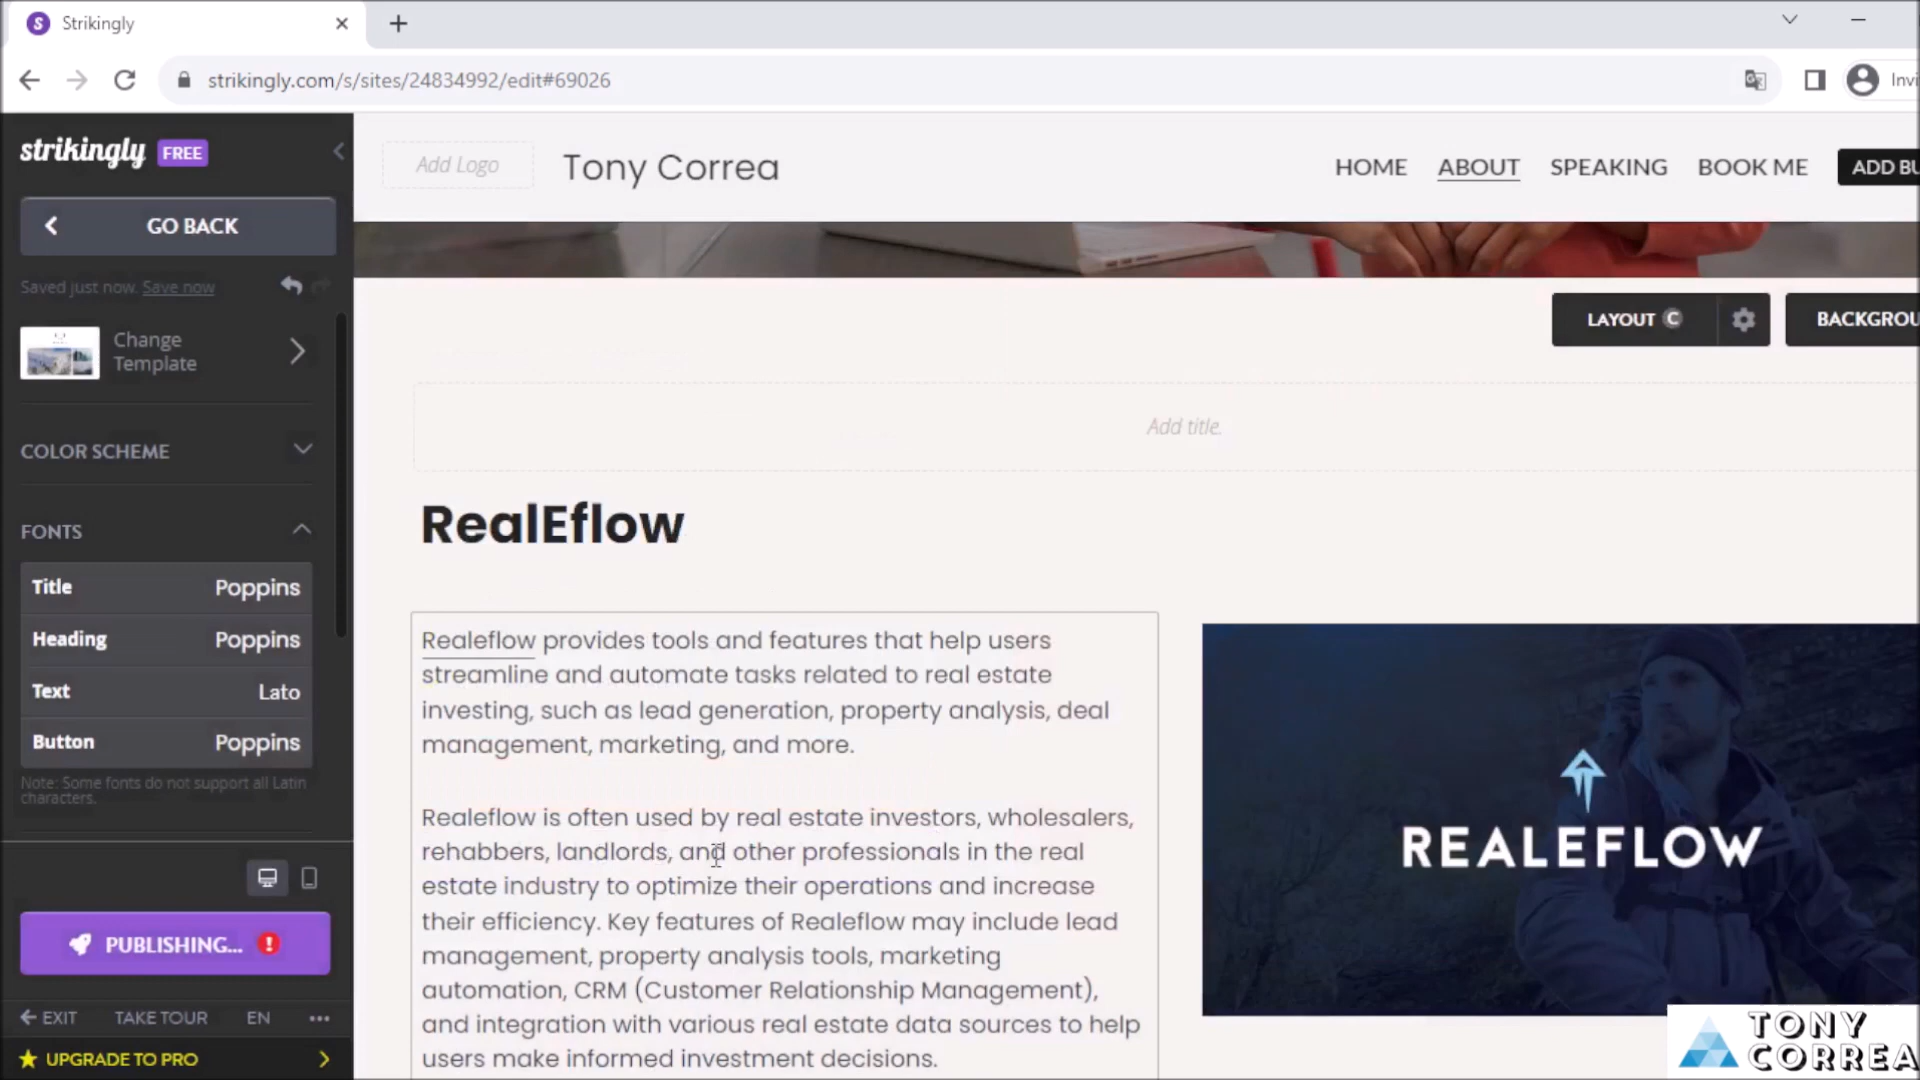 Strikingly
strikingly.com/s/sites/24834992/edit#69026
Invi
strikingly FREE
GO BACK
Saved just now. Save now
Change
Template
COLOR SCHEME
FONTS
Title Poppins
Heading Poppins
Text Lato
Button Poppins
Note: Some fonts do not support all Latin
characters.
PUBLISHING...
EXIT TAKE TOUR EN
UPGRADE TO PRO
Add Logo
Tony Correa
HOME ABOUT SPEAKING BOOK ME ADD BU
LAYOUT C
BACKGROU
Add title.
RealEflow
Realeflow provides tools and features that help users
streamline and automate tasks related to real estate
investing, such as lead generation, property analysis, deal
management, marketing, and more.
Realeflow is often used by real estate investors, wholesalers,
rehabbers, landlords, and other professionals in the real
estate industry to optimize their operations and increase
their efficiency. Key features of Realeflow may include lead
management, property analysis tools, marketing
automation, CRM (Customer Relationship Management),
and integration with various real estate data sources to help
users make informed investment decisions.
REALEFLOW
TONY
CORREA